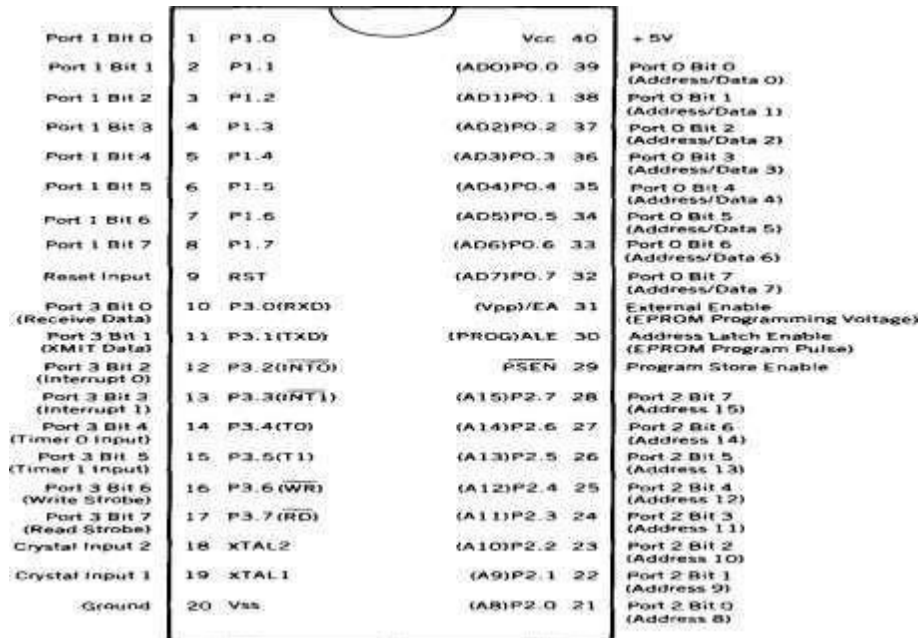 Port 1 Bit 0 1 P1.0 Vcc 40 + 5V
Port 1 Bit 1 2 P1.1 (AD0)P0.0 39 Port 0 Bit 0
(Address/Data 0)
Port 1 Bit 2 3 P1.2 (AD1)P0.1 38 Port 0 Bit 1
(Address/Data 1)
Port 1 Bit 3 4 P1.3 (AD2)P0.2 37 Port 0 Bit 2
(Address/Data 2)
Port 1 Bit 4 5 P1.4 (AD3)P0.3 36 Port 0 Bit 3
(Address/Data 3)
Port 1 Bit 5 6 P1.5 (AD4)P0.4 35 Port 0 Bit 4
(Address/Data 4)
Port 1 Bit 6 7 P1.6 (AD5)P0.5 34 Port 0 Bit 5
(Address/Data 5)
Port 1 Bit 7 8 P1.7 (AD6)P0.6 33 Port 0 Bit 6
(Address/Data 6)
Reset Input 9 RST (AD7)P0.7 32 Port 0 Bit 7
(Address/Data 7)
Port 3 Bit 0 10 P3.0(RXD) (Vpp)/EA 31 External Enable
(Receive Data) (EPROM Programming Voltage)
Port 3 Bit 1 11 P3.1(TXD) (PROG)ALE 30 Address Latch Enable
(XMIT Data) (EPROM Program Pulse)
Port 3 Bit 2 12 P3.2(INT0) PSEN 29 Program Store Enable
(Interrupt 0)
Port 3 Bit 3 13 P3.3(INT1) (A15)P2.7 28 Port 2 Bit 7
(Interrupt 1) (Address 15)
Port 3 Bit 4 14 P3.4(T0) (A14)P2.6 27 Port 2 Bit 6
(Timer 0 Input) (Address 14)
Port 3 Bit 5 15 P3.5(T1) (A13)P2.5 26 Port 2 Bit 5
(Timer 1 Input) (Address 13)
Port 3 Bit 6 16 P3.6(WR) (A12)P2.4 25 Port 2 Bit 4
(Write Strobe) (Address 12)
Port 3 Bit 7 17 P3.7(RD) (A11)P2.3 24 Port 2 Bit 3
(Read Strobe) (Address 11)
Crystal Input 2 18 XTAL2 (A10)P2.2 23 Port 2 Bit 2
(Address 10)
Crystal Input 1 19 XTAL1 (A9)P2.1 22 Port 2 Bit 1
(Address 9)
Ground 20 Vss (A8)P2.0 21 Port 2 Bit 0
(Address 8)